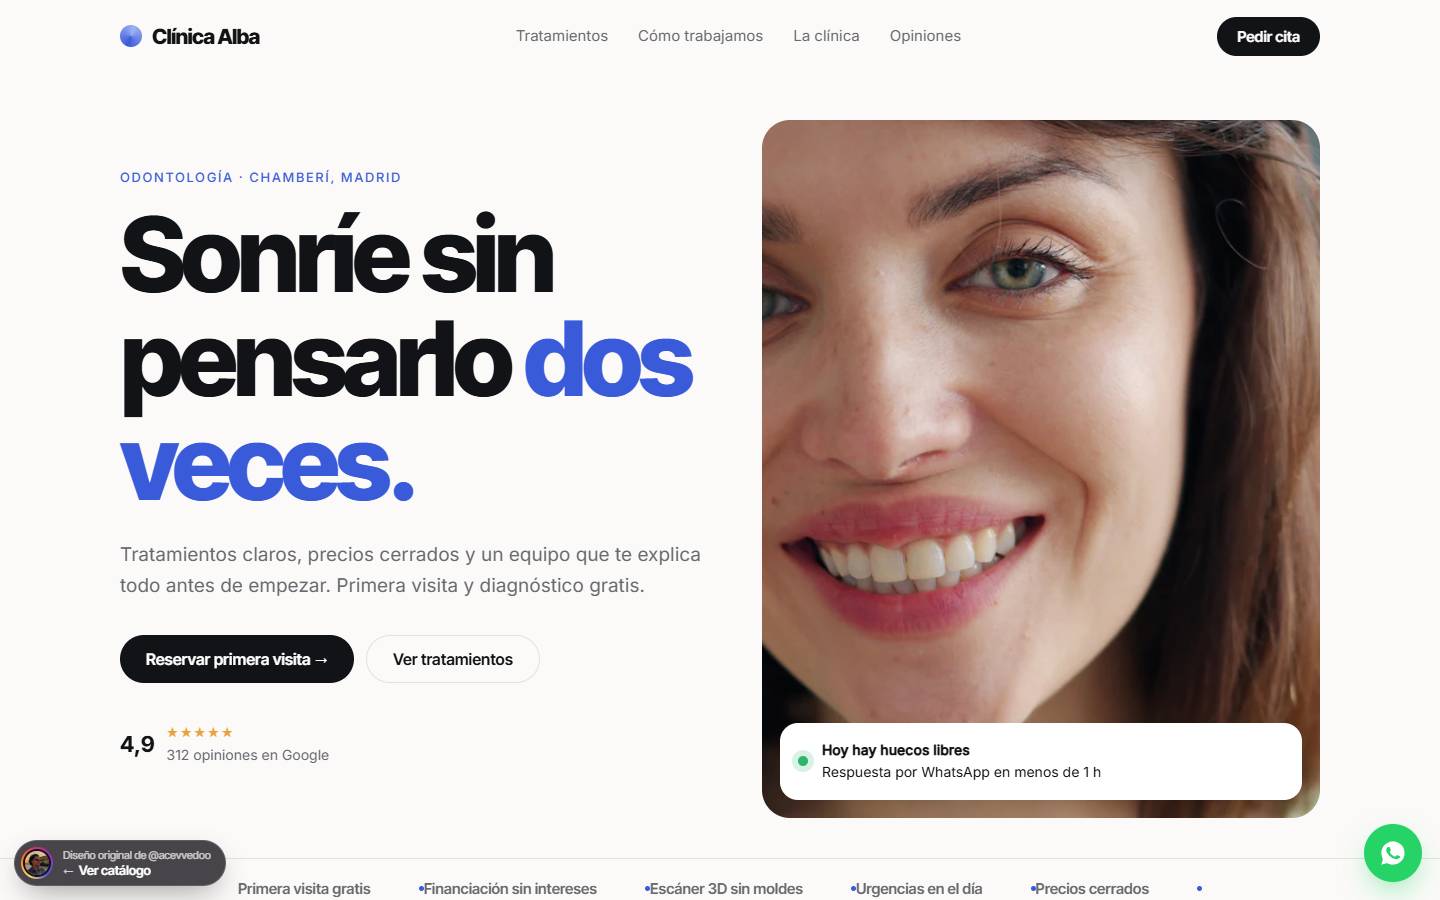 Clínica Alba
Tratamientos
Cómo trabajamos
La clínica
Opiniones
Pedir cita
ODONTOLOGÍA · CHAMBERÍ, MADRID
Sonríe sin
pensarlo dos
veces.
Tratamientos claros, precios cerrados y un equipo que te explica
todo antes de empezar. Primera visita y diagnóstico gratis.
Reservar primera visita →
Ver tratamientos
4,9
★★★★★
312 opiniones en Google
Hoy hay huecos libres
Respuesta por WhatsApp en menos de 1 h
Diseño original de @acevvedoo
← Ver catálogo
Primera visita gratis
•Financiación sin intereses
•Escáner 3D sin moldes
•Urgencias en el día
•Precios cerrados
•